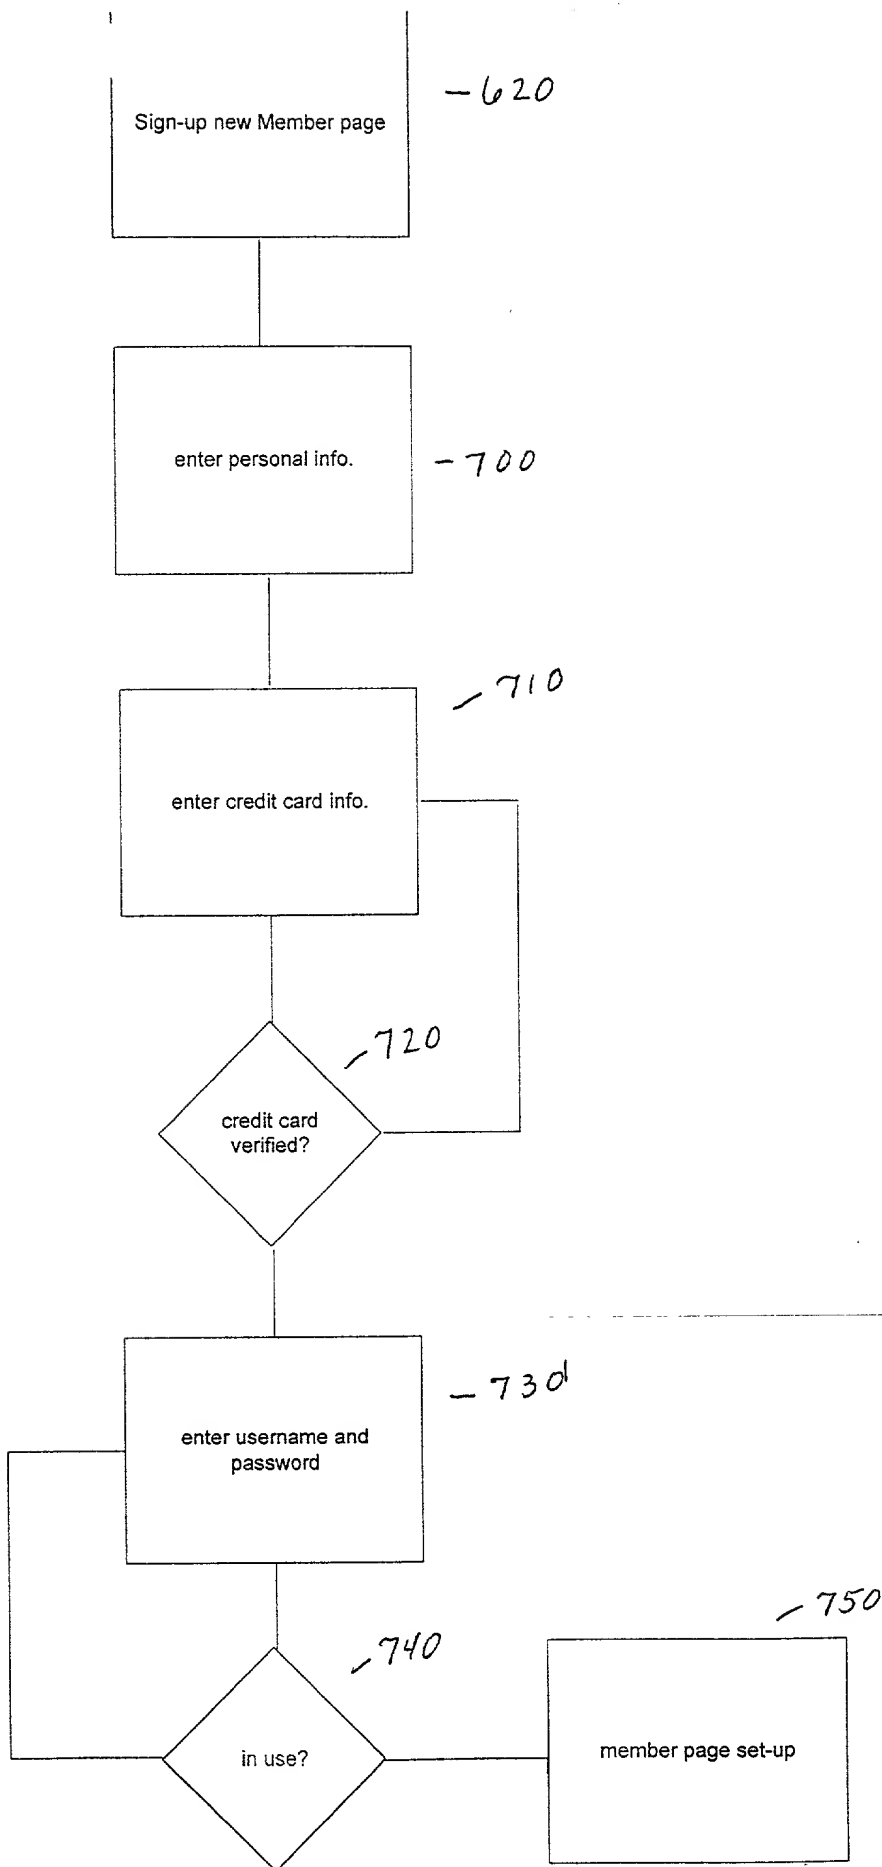 - 620
Sign-up new Member page
enter personal info.
- 700
- 710
enter credit card info.
- 720
credit card
verified?
- 730
enter username and
password
- 740
- 750
in use?
member page set-up